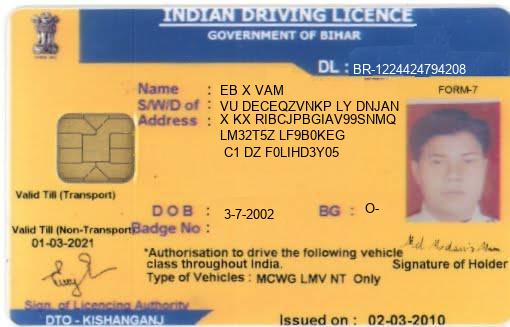 INDIAN DRIVING LICENCE
GOVERNMENT OF BIHAR
DL : BR-1224424794208
Name : EB X VAM
FORM-7
S/W/D of : VU DECEQZVNKP LY DNJAN
Address : X KX RIBCJPBGIAV99SNMQ
LM32T5Z LF9B0KEG
C1 DZ F0LIHD3Y05
Valid Till (Transport)
D O B : 3-7-2002 BG : O-
Valid Till (Non-Transport)
Badge No :
01-03-2021
*Authorisation to drive the following vehicle
class throughout India.
Signature of Holder
Type of Vehicles : MCWG LMV NT Only
Sign. of Licencing Authority
DTO - KISHANGANJ
Issued on : 02-03-2010